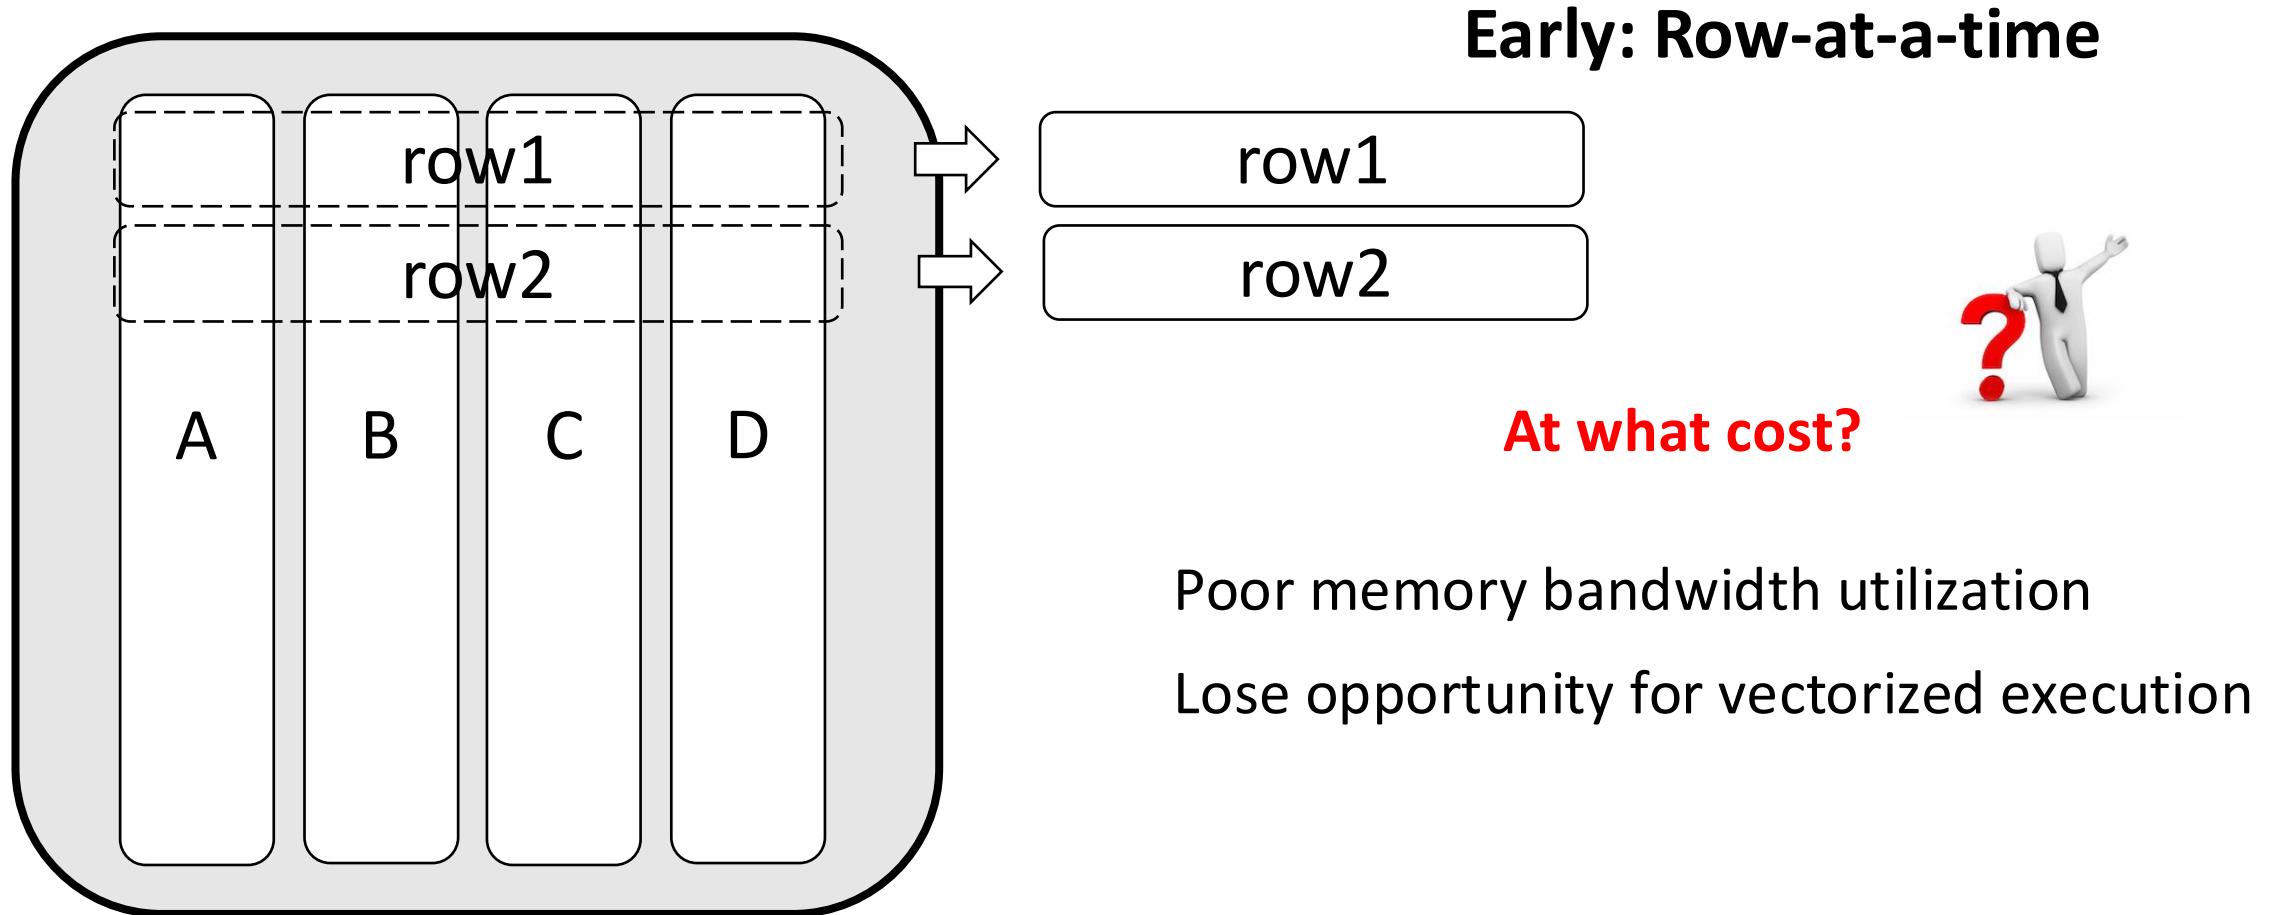 Early: Row-at-a-time
row1
row1
row2
row2
A
B
C
D
At what cost?
Poor memory bandwidth utilization
Lose opportunity for vectorized execution